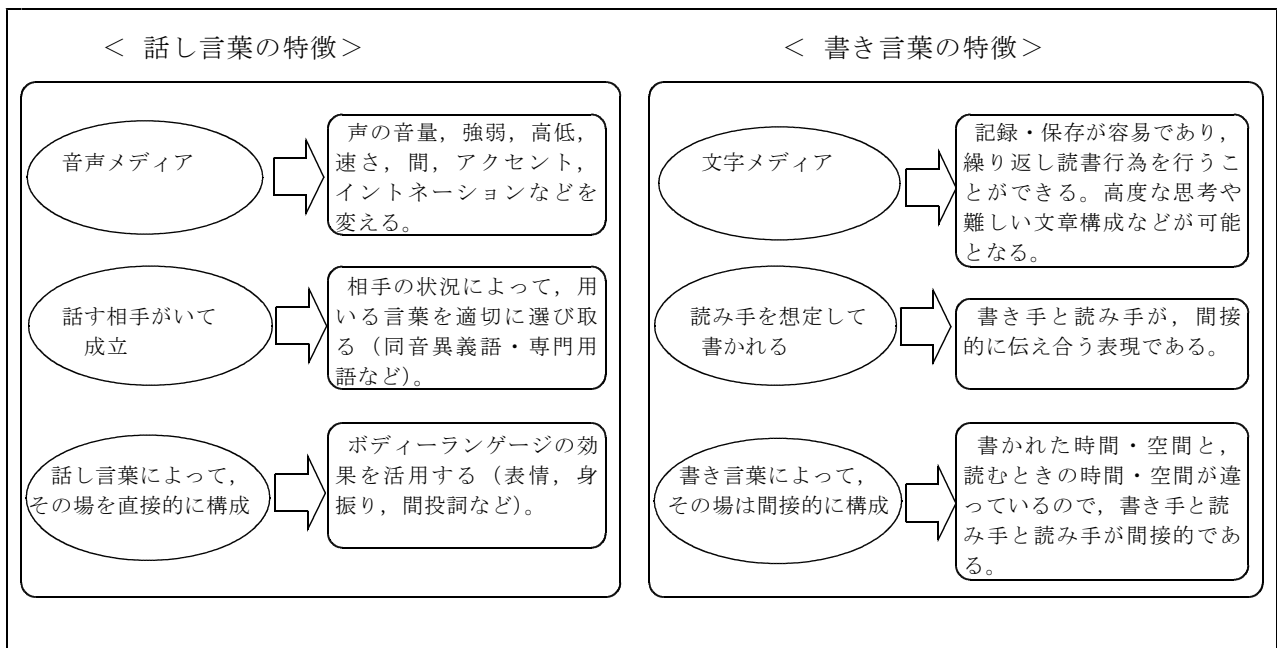 ＜ 話し言葉の特徴＞
音声メディア
声の音量，強弱，高低，
速さ，間，アクセント，
イントネーションなどを
変える。
話す相手がいて
成立
相手の状況によって，用
いる言葉を適切に選び取
る（同音異義語・専門用
語など）。
話し言葉によって，
その場を直接的に構成
ボディーランゲージの効
果を活用する（表情，身
振り，間投詞など）。
＜ 書き言葉の特徴＞
文字メディア
記録・保存が容易であり，
繰り返し読書行為を行うこ
とができる。高度な思考や
難しい文章構成などが可能
となる。
読み手を想定して
書かれる
書き手と読み手が，間接
的に伝え合う表現である。
書き言葉によって，
その場は間接的に構成
書かれた時間・空間と，
読むときの時間・空間が違
っているので，書き手と読
み手と読み手が間接的であ
る。